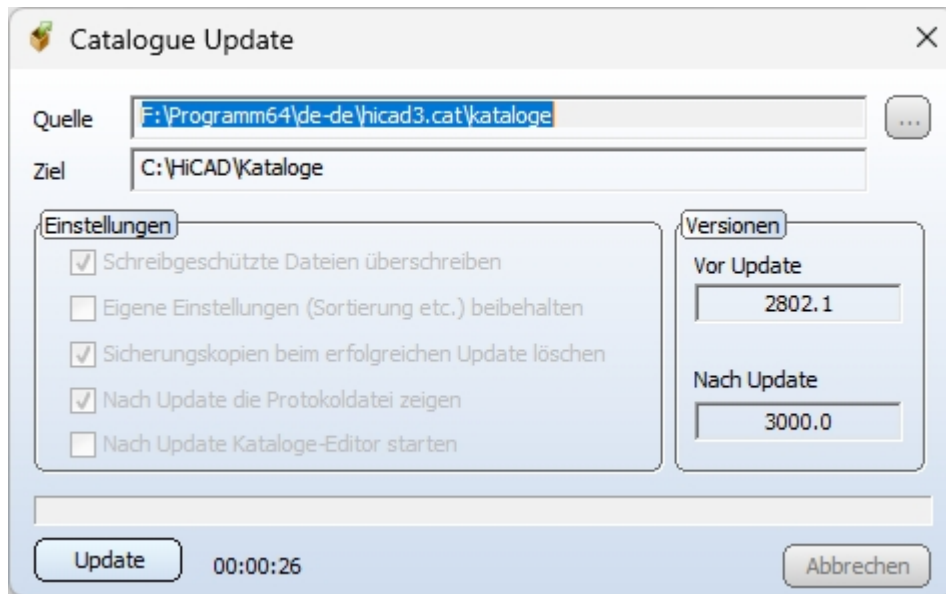 Catalogue Update
Quelle
F:\Programm64\de-de\hicad3.cat\kataloge
...
Ziel
C:\HiCAD\Kataloge
Einstellungen
Schreibgeschützte Dateien überschreiben
Eigene Einstellungen (Sortierung etc.) beibehalten
Sicherungskopien beim erfolgreichen Update löschen
Nach Update die Protokoldatei zeigen
Nach Update Kataloge-Editor starten
Versionen
Vor Update
2802.1
Nach Update
3000.0
Update
00:00:26
Abbrechen